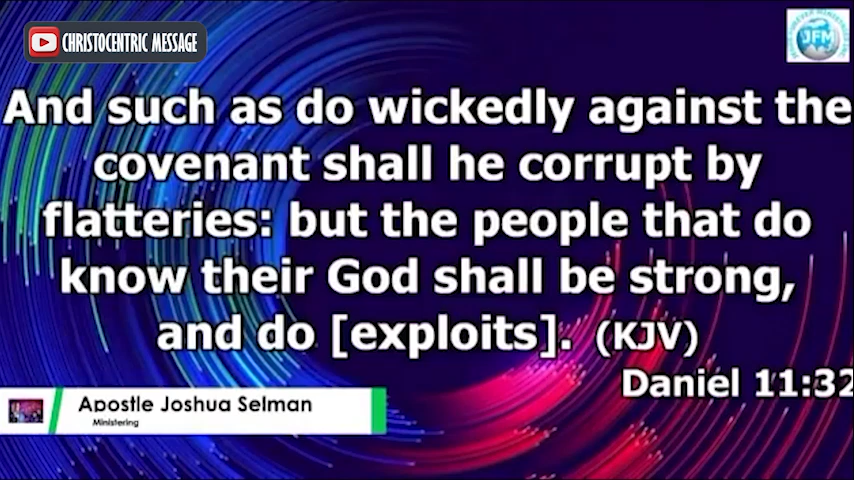 CHRISTOCENTRIC MESSAGE
JFM
And such as do wickedly against the
covenant shall he corrupt by
flatteries: but the people that do
know their God shall be strong,
and do [exploits]. (KJV)
Daniel 11:32
Apostle Joshua Selman
Ministering